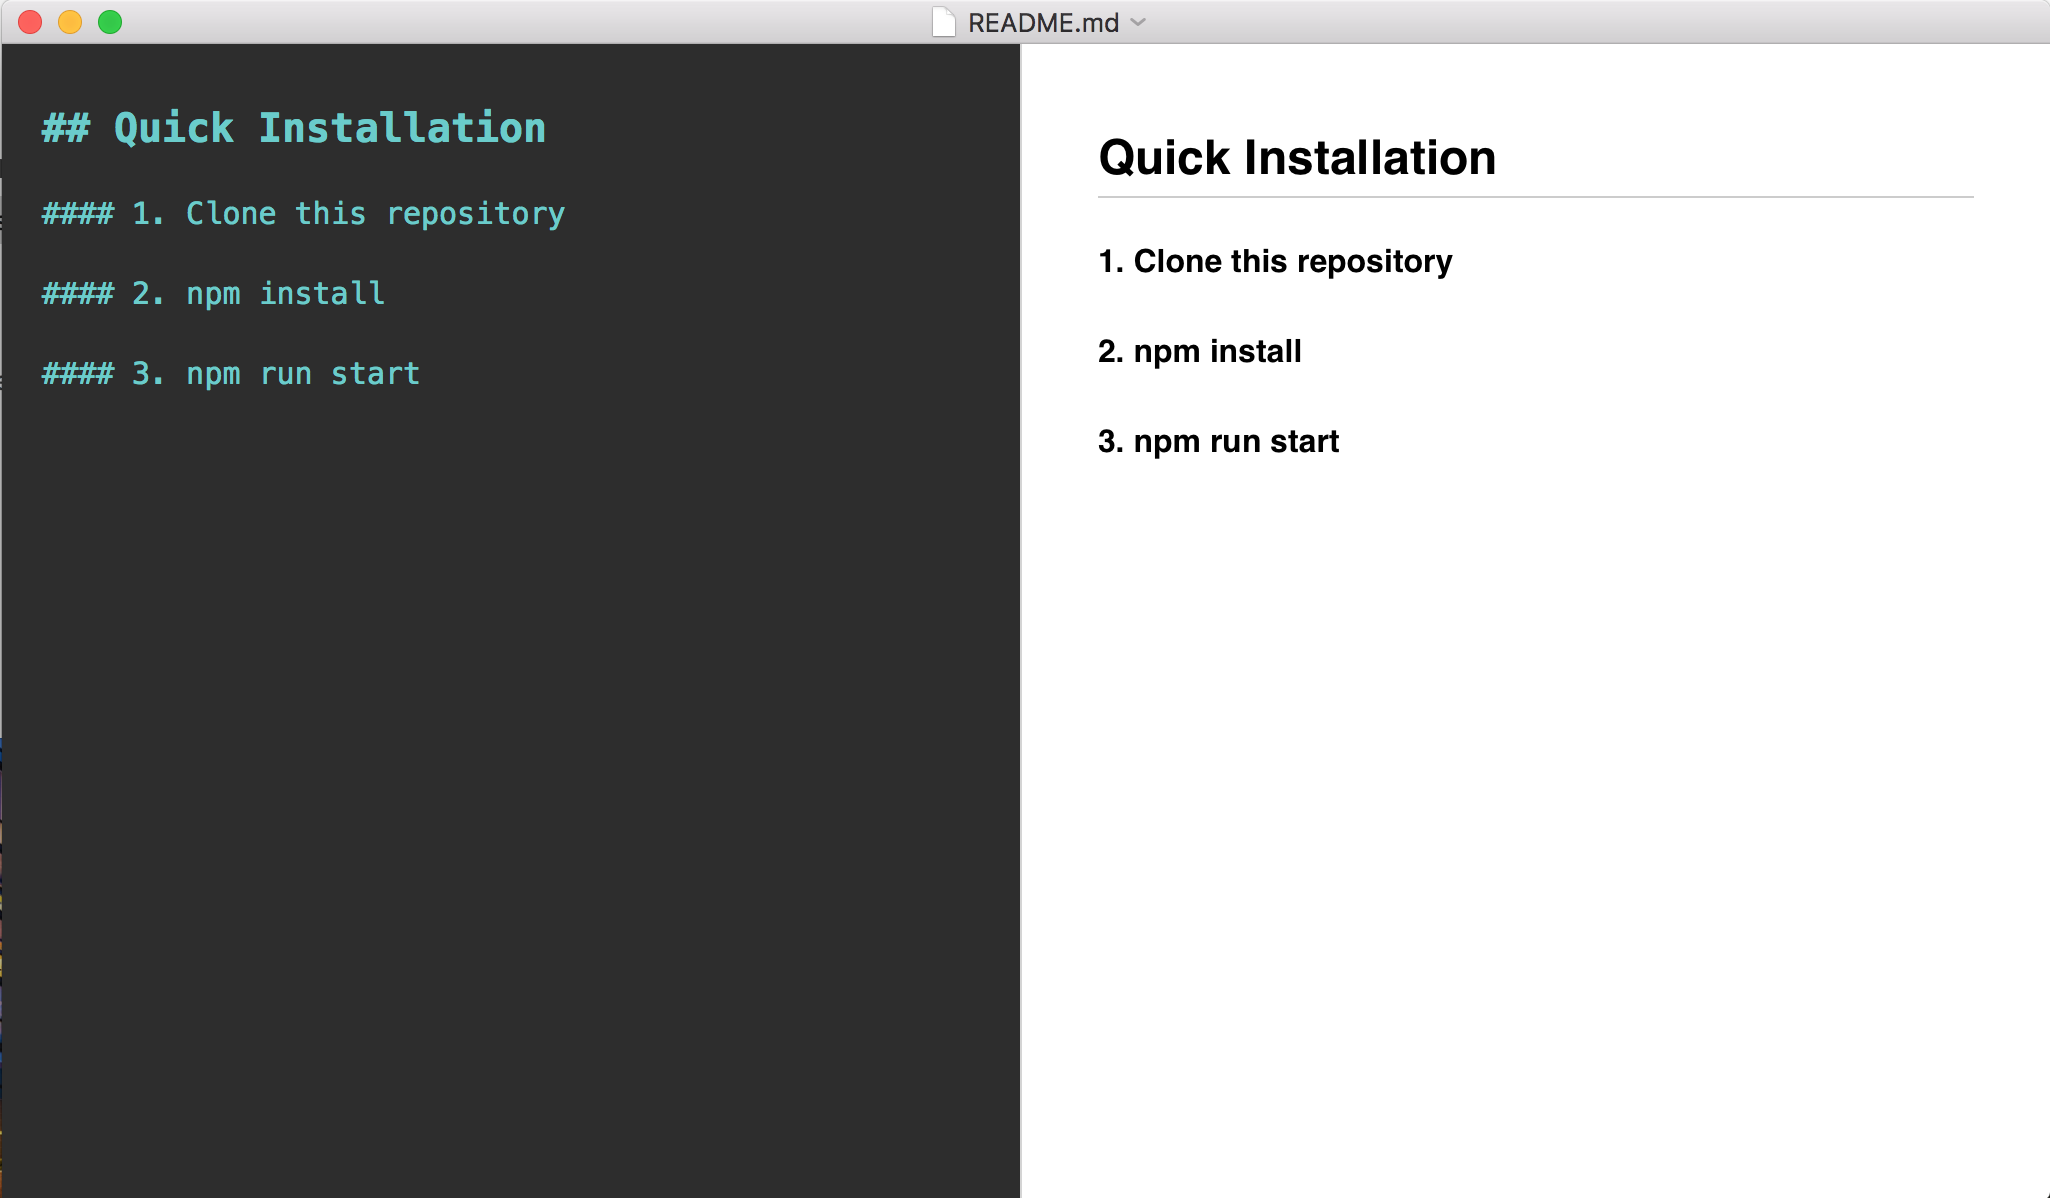 README.md
## Quick Installation
#### 1. Clone this repository
#### 2. npm install
#### 3. npm run start
Quick Installation
1. Clone this repository
2. npm install
3. npm run start